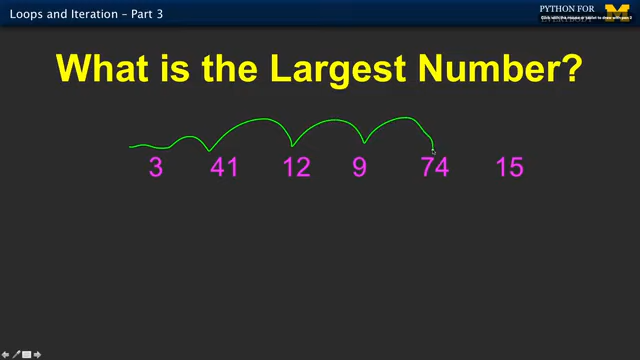 Loops and Iteration – Part 3
PYTHON FOR
What is the Largest Number?
3 41 12 9 74 15